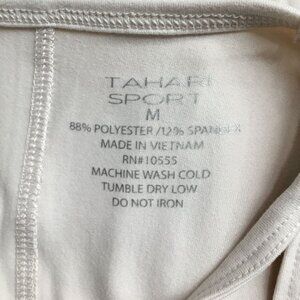 TAHARI
SPORT
M
88% POLYESTER /12% SPANDEX
MADE IN VIETNAM
RN#10555
MACHINE WASH COLD
TUMBLE DRY LOW
DO NOT IRON